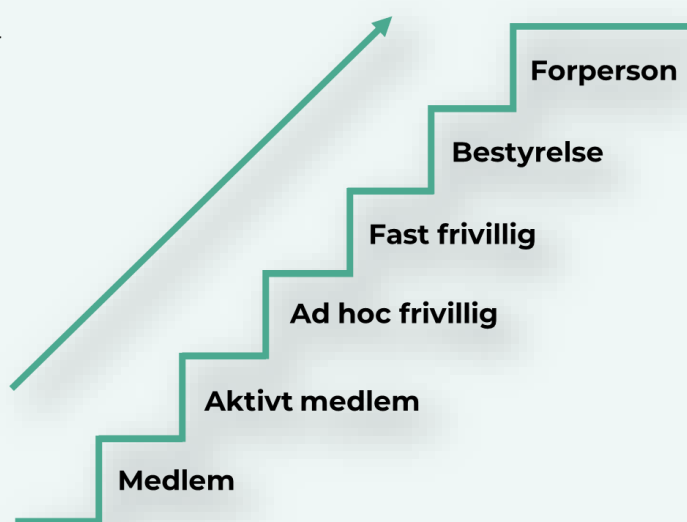 Forperson
Bestyrelse
Fast frivillig
Ad hoc frivillig
Aktivt medlem
Medlem